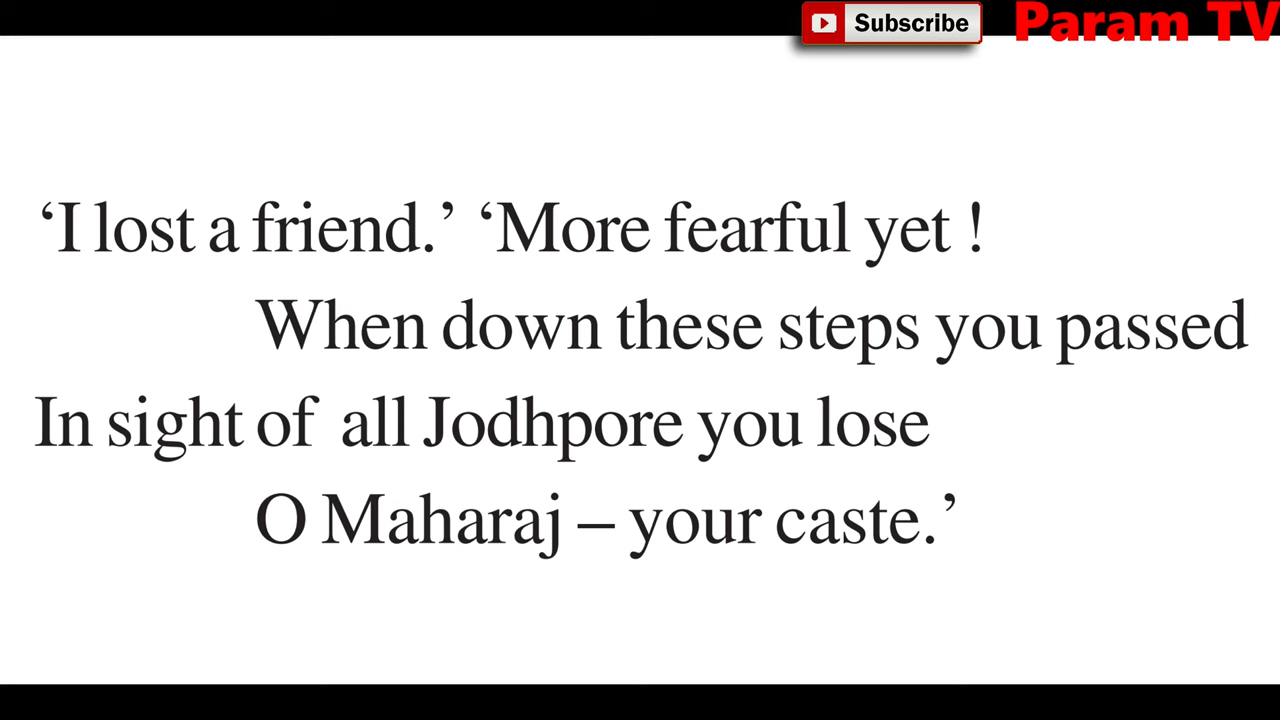 Subscribe Param TV
‘I lost a friend.’ ‘More fearful yet !
When down these steps you passed
In sight of all Jodhpore you lose
O Maharaj – your caste.’